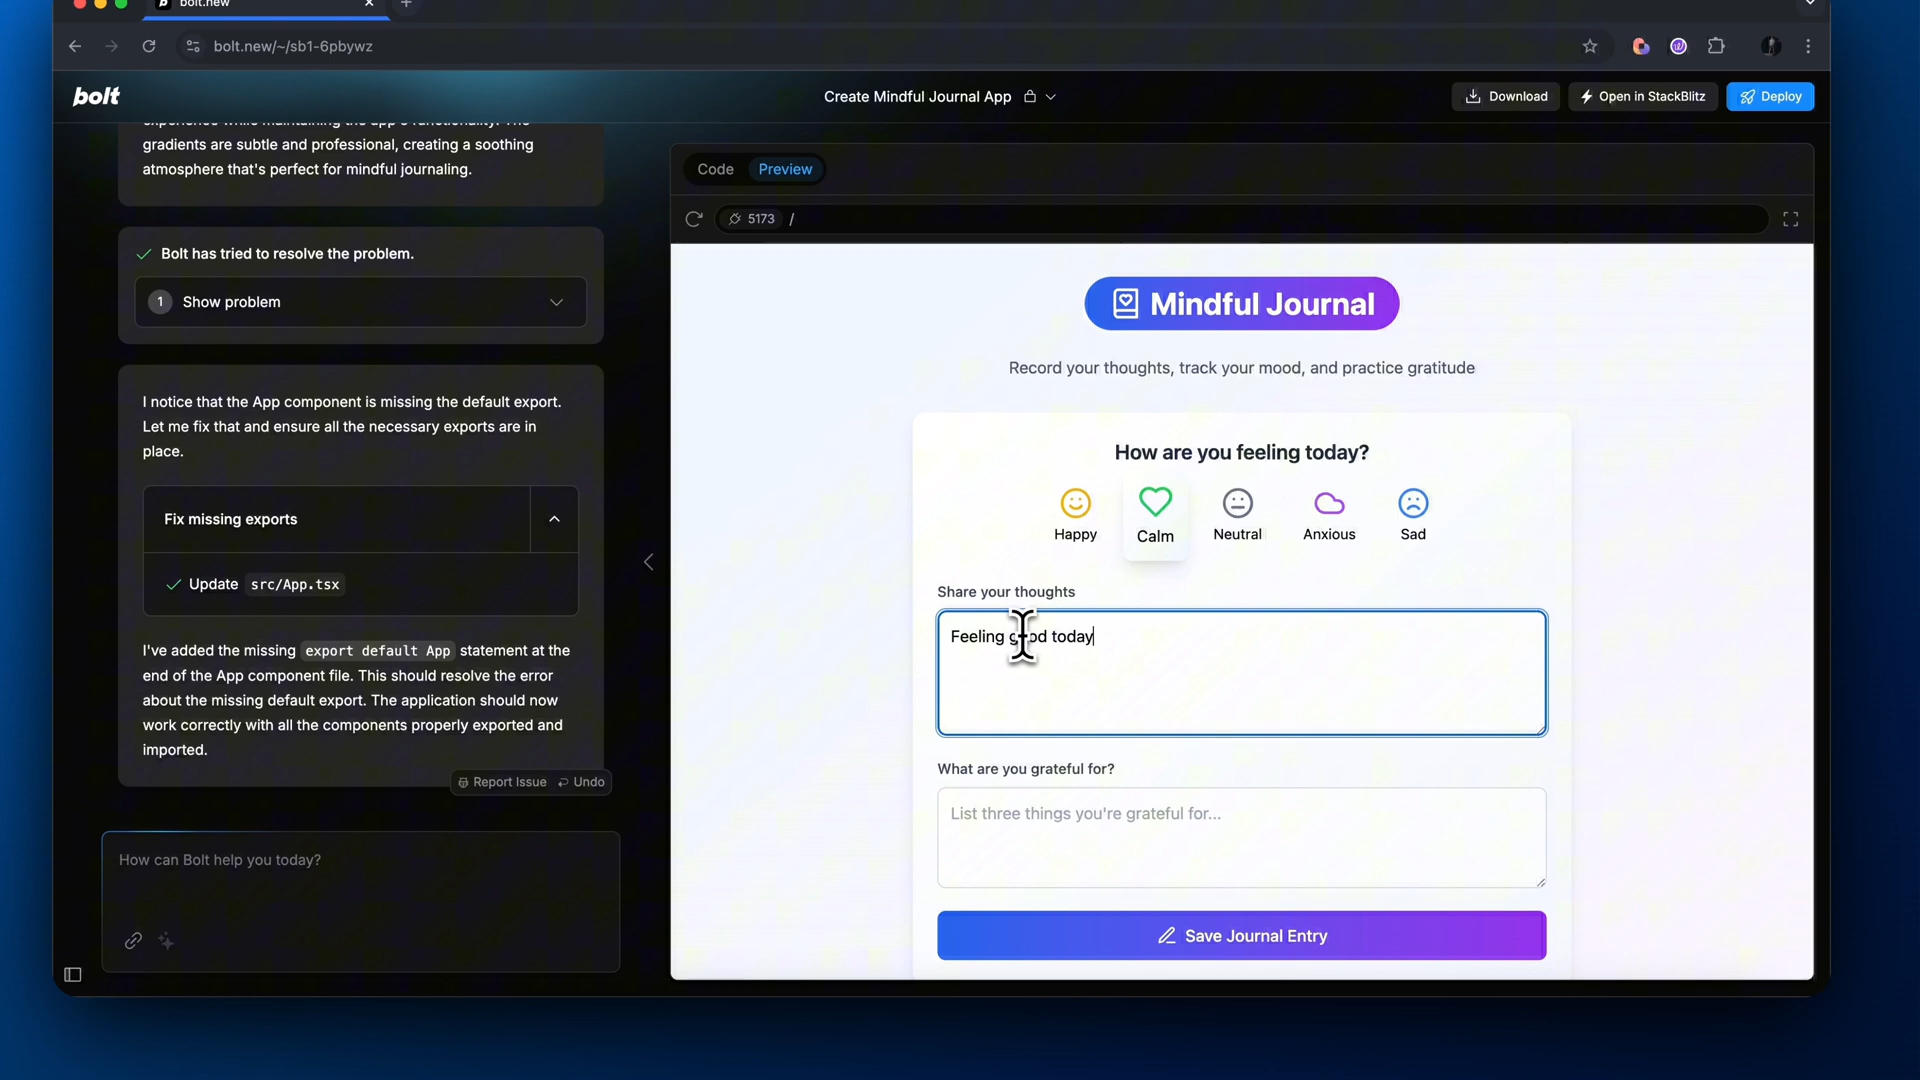 bolt.new
bolt.new/~/sb1-6pbywz
bolt
Create Mindful Journal App
Download
Open in StackBlitz
Deploy
gradients are subtle and professional, creating a soothing
atmosphere that's perfect for mindful journaling.
Bolt has tried to resolve the problem.
1 Show problem
I notice that the App component is missing the default export.
Let me fix that and ensure all the necessary exports are in
place.
Fix missing exports
Update src/App.tsx
I've added the missing export default App statement at the
end of the App component file. This should resolve the error
about the missing default export. The application should now
work correctly with all the components properly exported and
imported.
Report Issue Undo
How can Bolt help you today?
Code Preview
5173 /
Mindful Journal
Record your thoughts, track your mood, and practice gratitude
How are you feeling today?
Happy Calm Neutral Anxious Sad
Share your thoughts
Feeling good today
What are you grateful for?
List three things you're grateful for...
Save Journal Entry